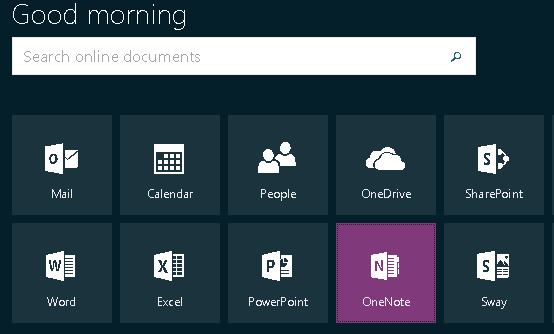 Good morning
Search online documents
Mail Calendar People OneDrive SharePoint
Word Excel PowerPoint OneNote Sway